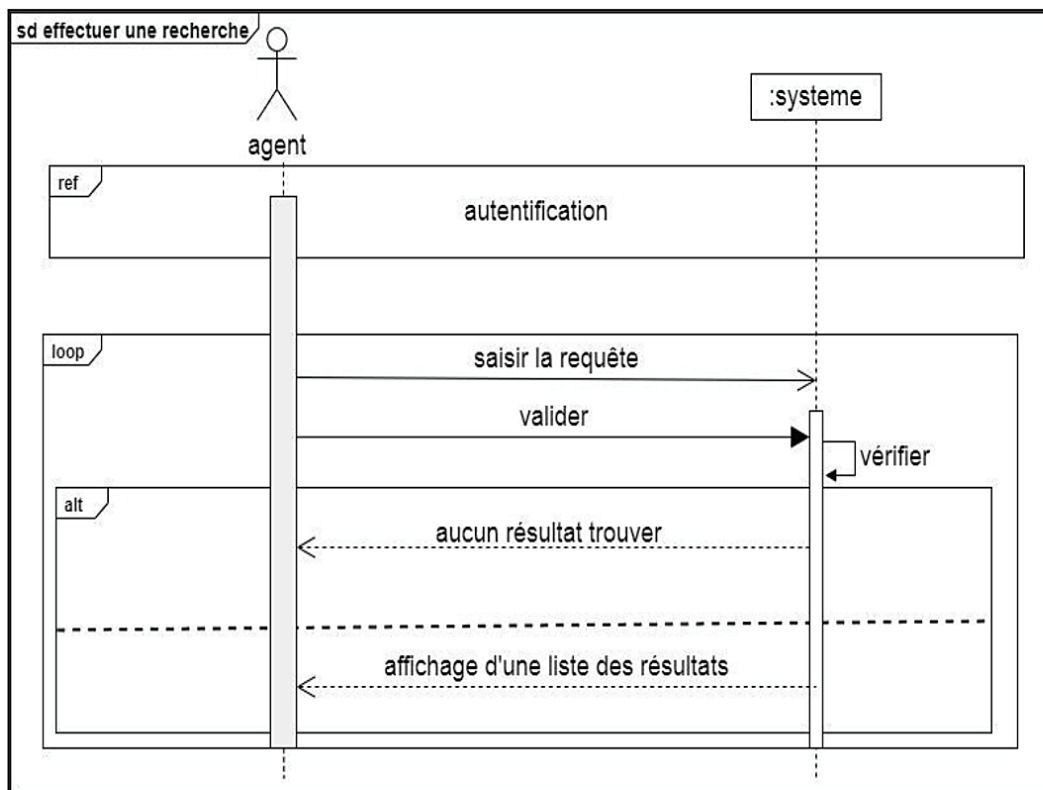 sd effectuer une recherche
agent
:systeme
ref
autentification
loop
saisir la requête
valider
vérifier
alt
aucun résultat trouver
affichage d'une liste des résultats